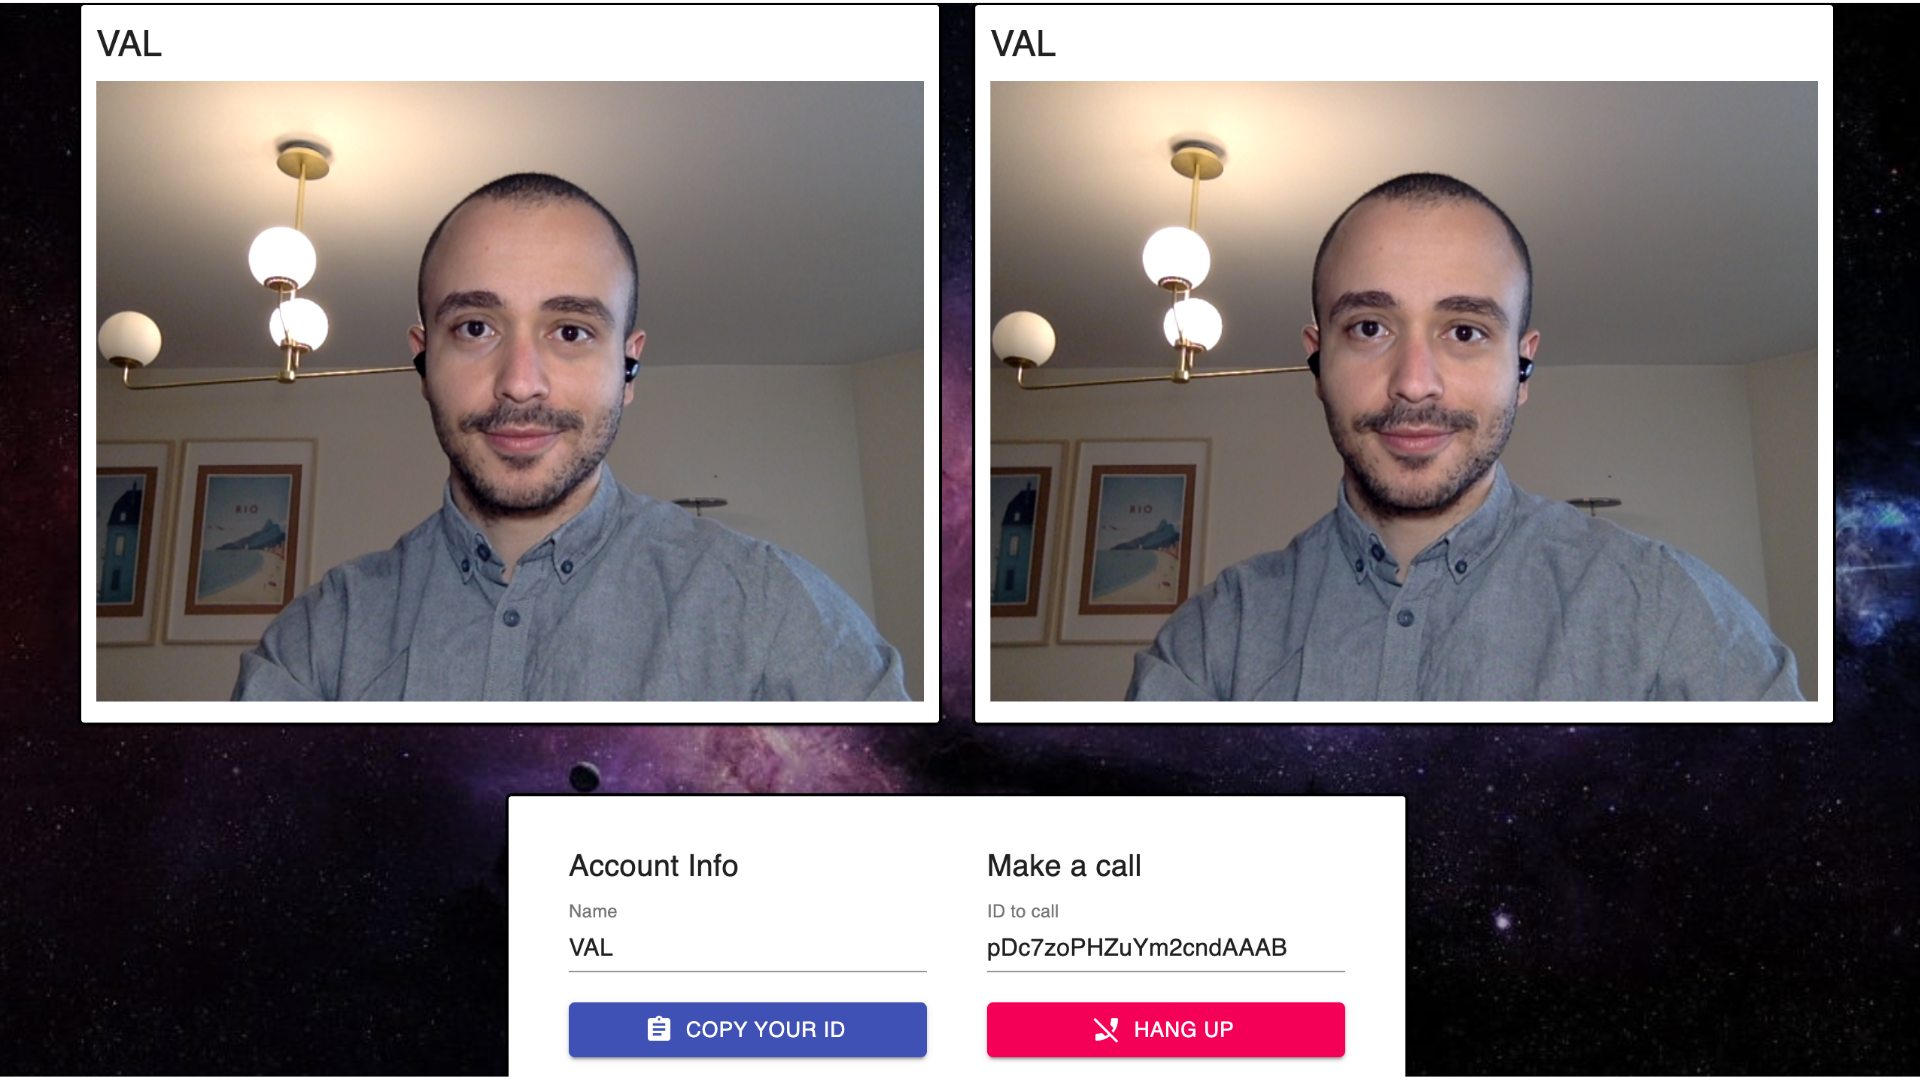 VAL
VAL
RIO
RIO
Account Info
Name
VAL
COPY YOUR ID
Make a call
ID to call
pDc7zoPHZuYm2cndAAAB
HANG UP